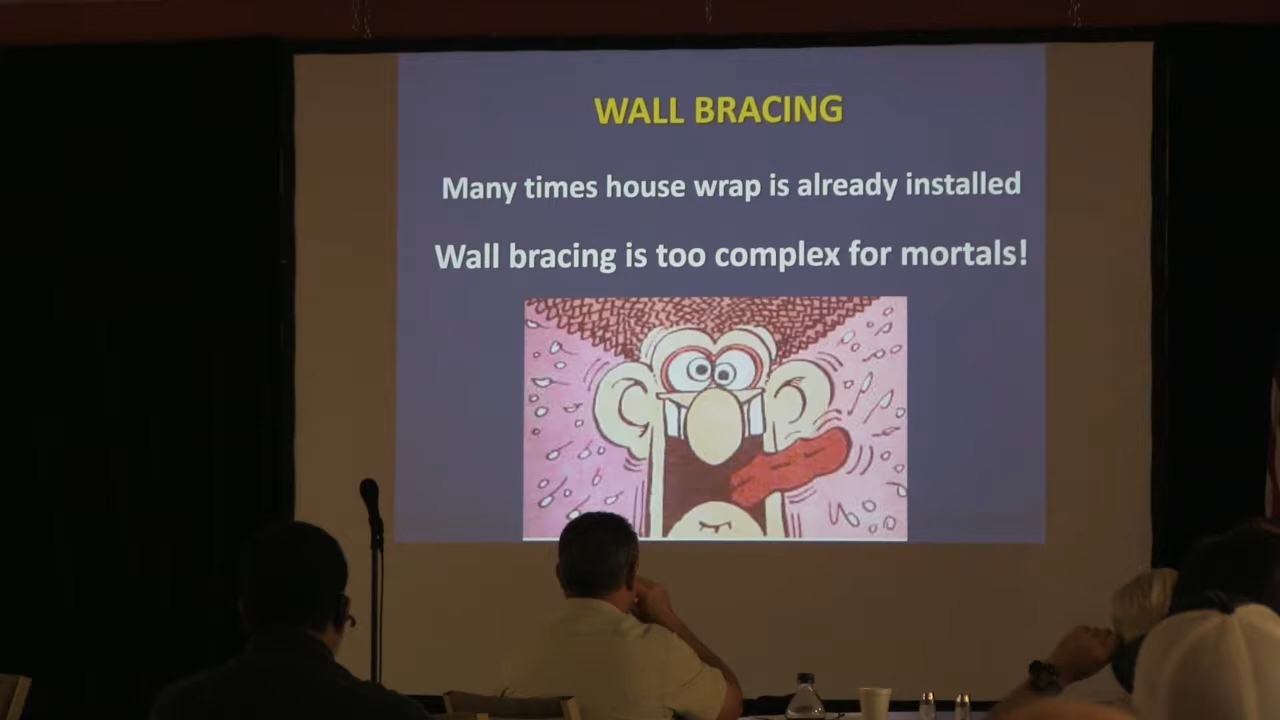 WALL BRACING
Many times house wrap is already installed
Wall bracing is too complex for mortals!